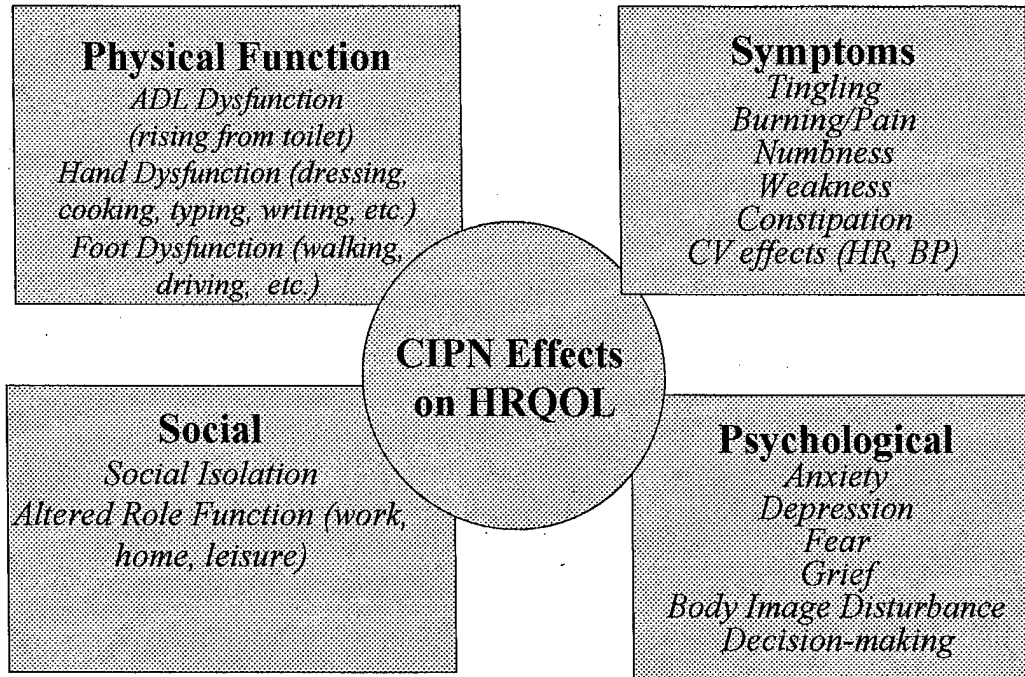 Physical Function
ADL Dysfunction
(rising from toilet)
Hand Dysfunction (dressing,
cooking, typing, writing, etc.)
Foot Dysfunction (walking,
driving, etc.)
Symptoms
Tingling
Burning/Pain
Numbness
Weakness
Constipation
CV effects (HR, BP)
CIPN Effects
on HRQOL
Social
Social Isolation
Altered Role Function (work,
home, leisure)
Psychological
Anxiety
Depression
Fear
Grief
Body Image Disturbance
Decision-making